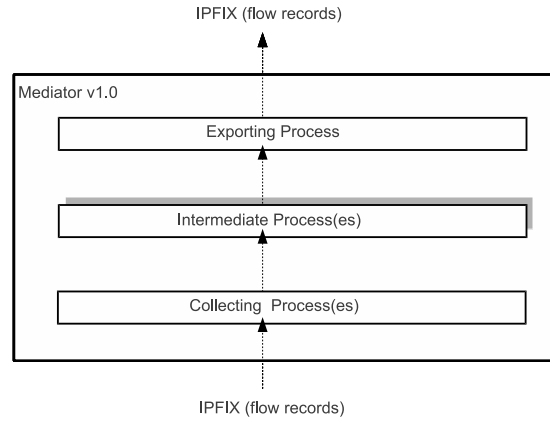 IPFIX (flow records)
Mediator v1.0
Exporting Process
Intermediate Process(es)
Collecting Process(es)
IPFIX (flow records)